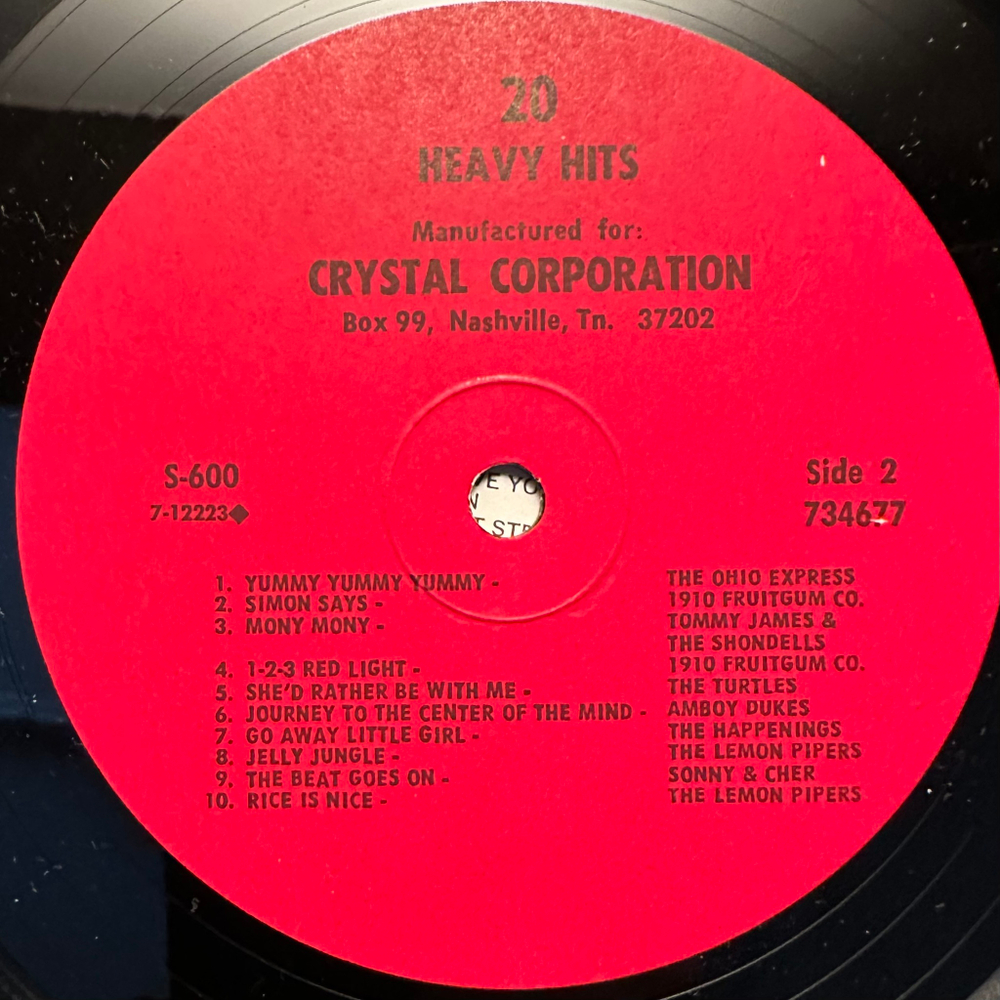 20
HEAVY HITS
Manufactured for:
CRYSTAL CORPORATION
Box 99, Nashville, Tn. 37202
S-600
7-12223◆
Side 2
734677
E YO
N
T STR
1. YUMMY YUMMY YUMMY - THE OHIO EXPRESS
2. SIMON SAYS - 1910 FRUITGUM CO.
3. MONY MONY - TOMMY JAMES &
THE SHONDELLS
4. 1-2-3 RED LIGHT - 1910 FRUITGUM CO.
5. SHE'D RATHER BE WITH ME - THE TURTLES
6. JOURNEY TO THE CENTER OF THE MIND - AMBOY DUKES
7. GO AWAY LITTLE GIRL - THE HAPPENINGS
8. JELLY JUNGLE - THE LEMON PIPERS
9. THE BEAT GOES ON - SONNY & CHER
10. RICE IS NICE - THE LEMON PIPERS